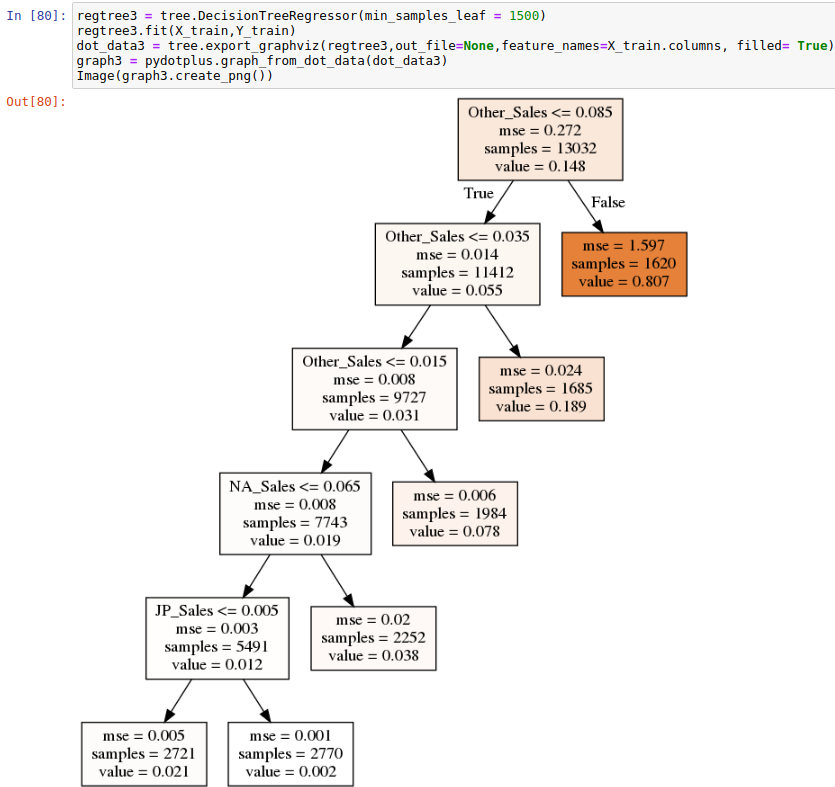 In [80]: regtree3 = tree.DecisionTreeRegressor(min_samples_leaf = 1500)
regtree3.fit(X_train,Y_train)
dot_data3 = tree.export_graphviz(regtree3,out_file=None,feature_names=X_train.columns, filled= True)
graph3 = pydotplus.graph_from_dot_data(dot_data3)
Image(graph3.create_png())
Out[80]:
Other_Sales <= 0.085
mse = 0.272
samples = 13032
value = 0.148
True
False
Other_Sales <= 0.035
mse = 0.014
samples = 11412
value = 0.055
mse = 1.597
samples = 1620
value = 0.807
Other_Sales <= 0.015
mse = 0.008
samples = 9727
value = 0.031
mse = 0.024
samples = 1685
value = 0.189
NA_Sales <= 0.065
mse = 0.008
samples = 7743
value = 0.019
mse = 0.006
samples = 1984
value = 0.078
JP_Sales <= 0.005
mse = 0.003
samples = 5491
value = 0.012
mse = 0.02
samples = 2252
value = 0.038
mse = 0.005
samples = 2721
value = 0.021
mse = 0.001
samples = 2770
value = 0.002